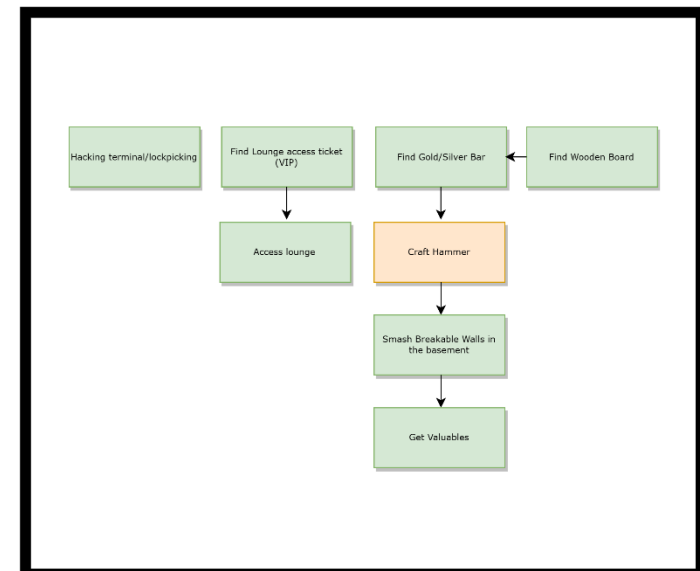 Hacking terminal/lockpicking
Find Lounge access ticket
(VIP)
Find Gold/Silver Bar
Find Wooden Board
Access lounge
Craft Hammer
Smash Breakable Walls in
the basement
Get Valuables